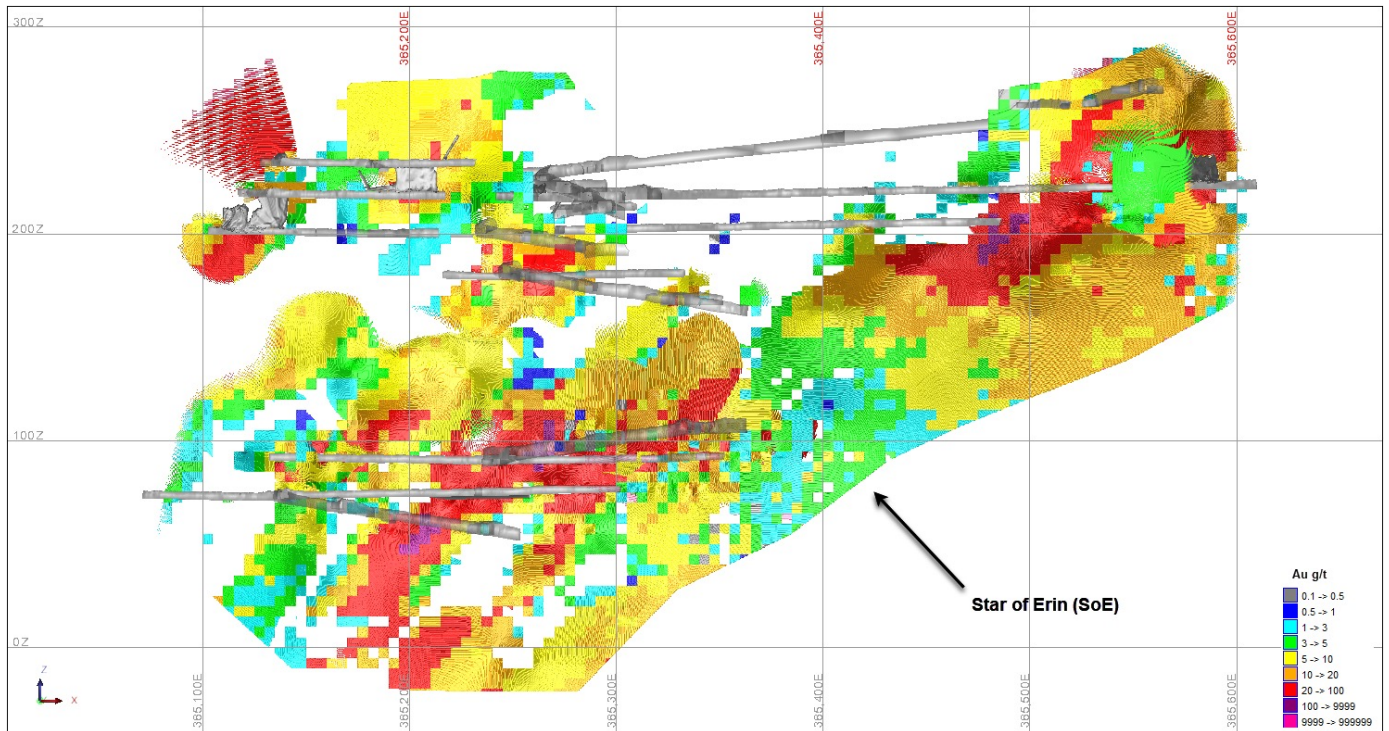 300Z
365,200E
365,400E
365,600E
200Z
100Z
Star of Erin (SoE)
Au g/t
0.1 -> 0.5
0.5 -> 1
1 -> 3
3 -> 5
5 -> 10
10 -> 20
20 -> 100
100 -> 9999
9999 -> 999999
0Z
Z
X
365,100E
365,200E
365,300E
365,400E
365,500E
365,600E